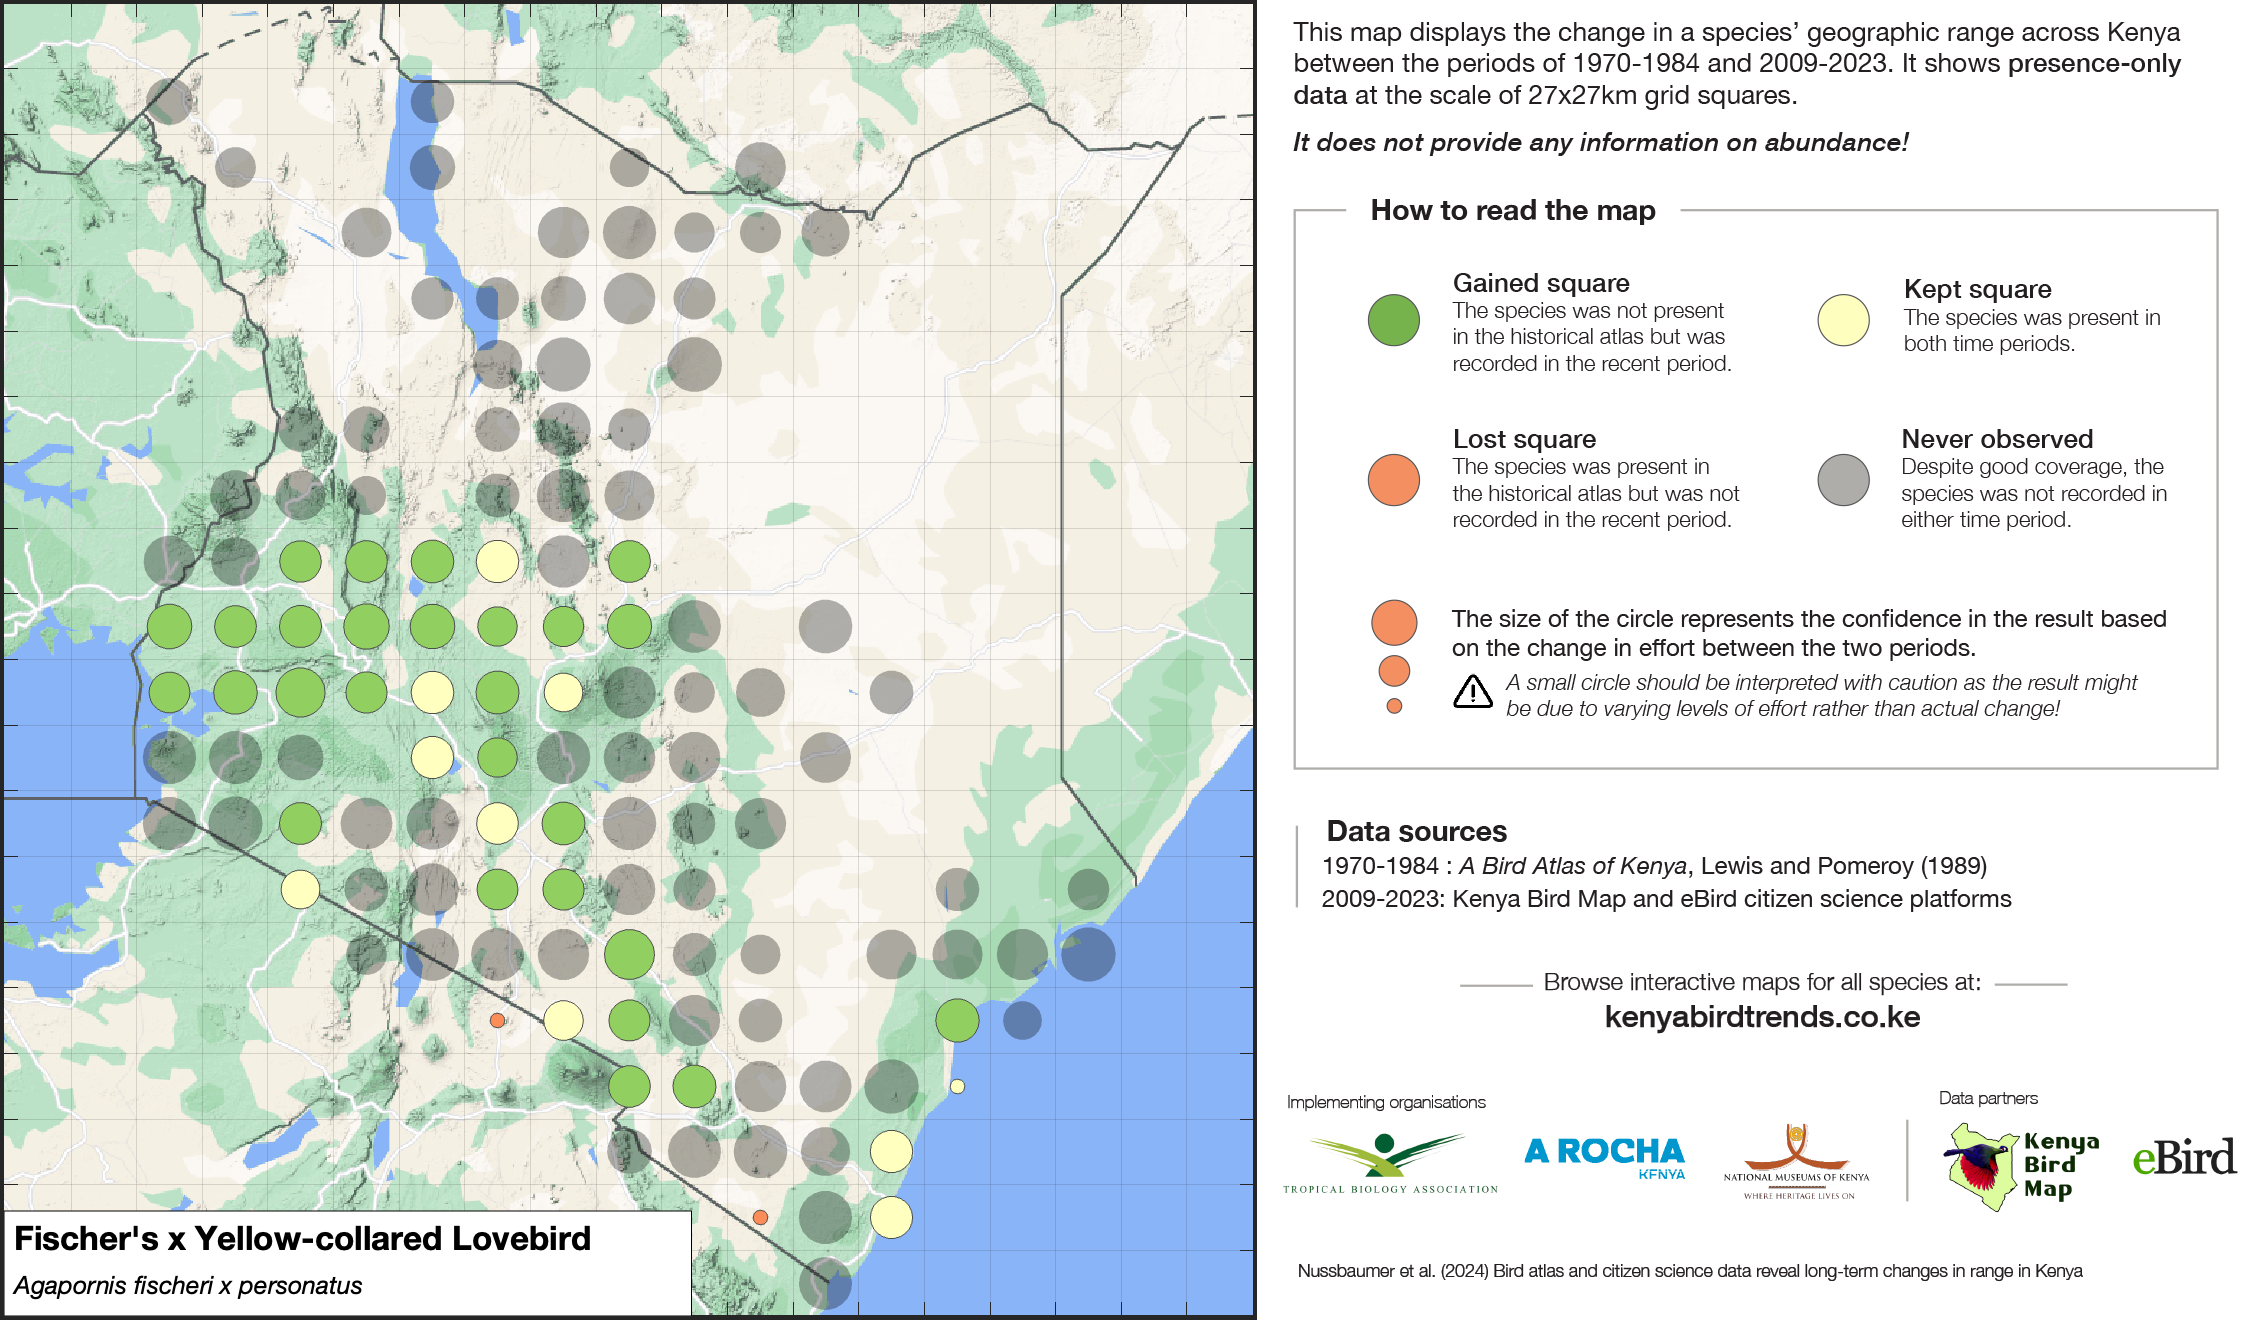 This map displays the change in a species’ geographic range across Kenya
between the periods of 1970-1984 and 2009-2023. It shows presence-only
data at the scale of 27x27km grid squares.
It does not provide any information on abundance!
How to read the map
Gained square
The species was not present
in the historical atlas but was
recorded in the recent period.
Kept square
The species was present in
both time periods.
Lost square
The species was present in
the historical atlas but was not
recorded in the recent period.
Never observed
Despite good coverage, the
species was not recorded in
either time period.
The size of the circle represents the confidence in the result based
on the change in effort between the two periods.
A small circle should be interpreted with caution as the result might
be due to varying levels of effort rather than actual change!
Data sources
1970-1984 : A Bird Atlas of Kenya, Lewis and Pomeroy (1989)
2009-2023: Kenya Bird Map and eBird citizen science platforms
Browse interactive maps for all species at:
kenyabirdtrends.co.ke
Implementing organisations
Data partners
TROPICAL BIOLOGY ASSOCIATION
A ROCHA
KENYA
NATIONAL MUSEUMS OF KENYA
WHERE HERITAGE LIVES ON
Kenya
Bird
Map
eBird
Fischer's x Yellow-collared Lovebird
Agapornis fischeri x personatus
Nussbaumer et al. (2024) Bird atlas and citizen science data reveal long-term changes in range in Kenya